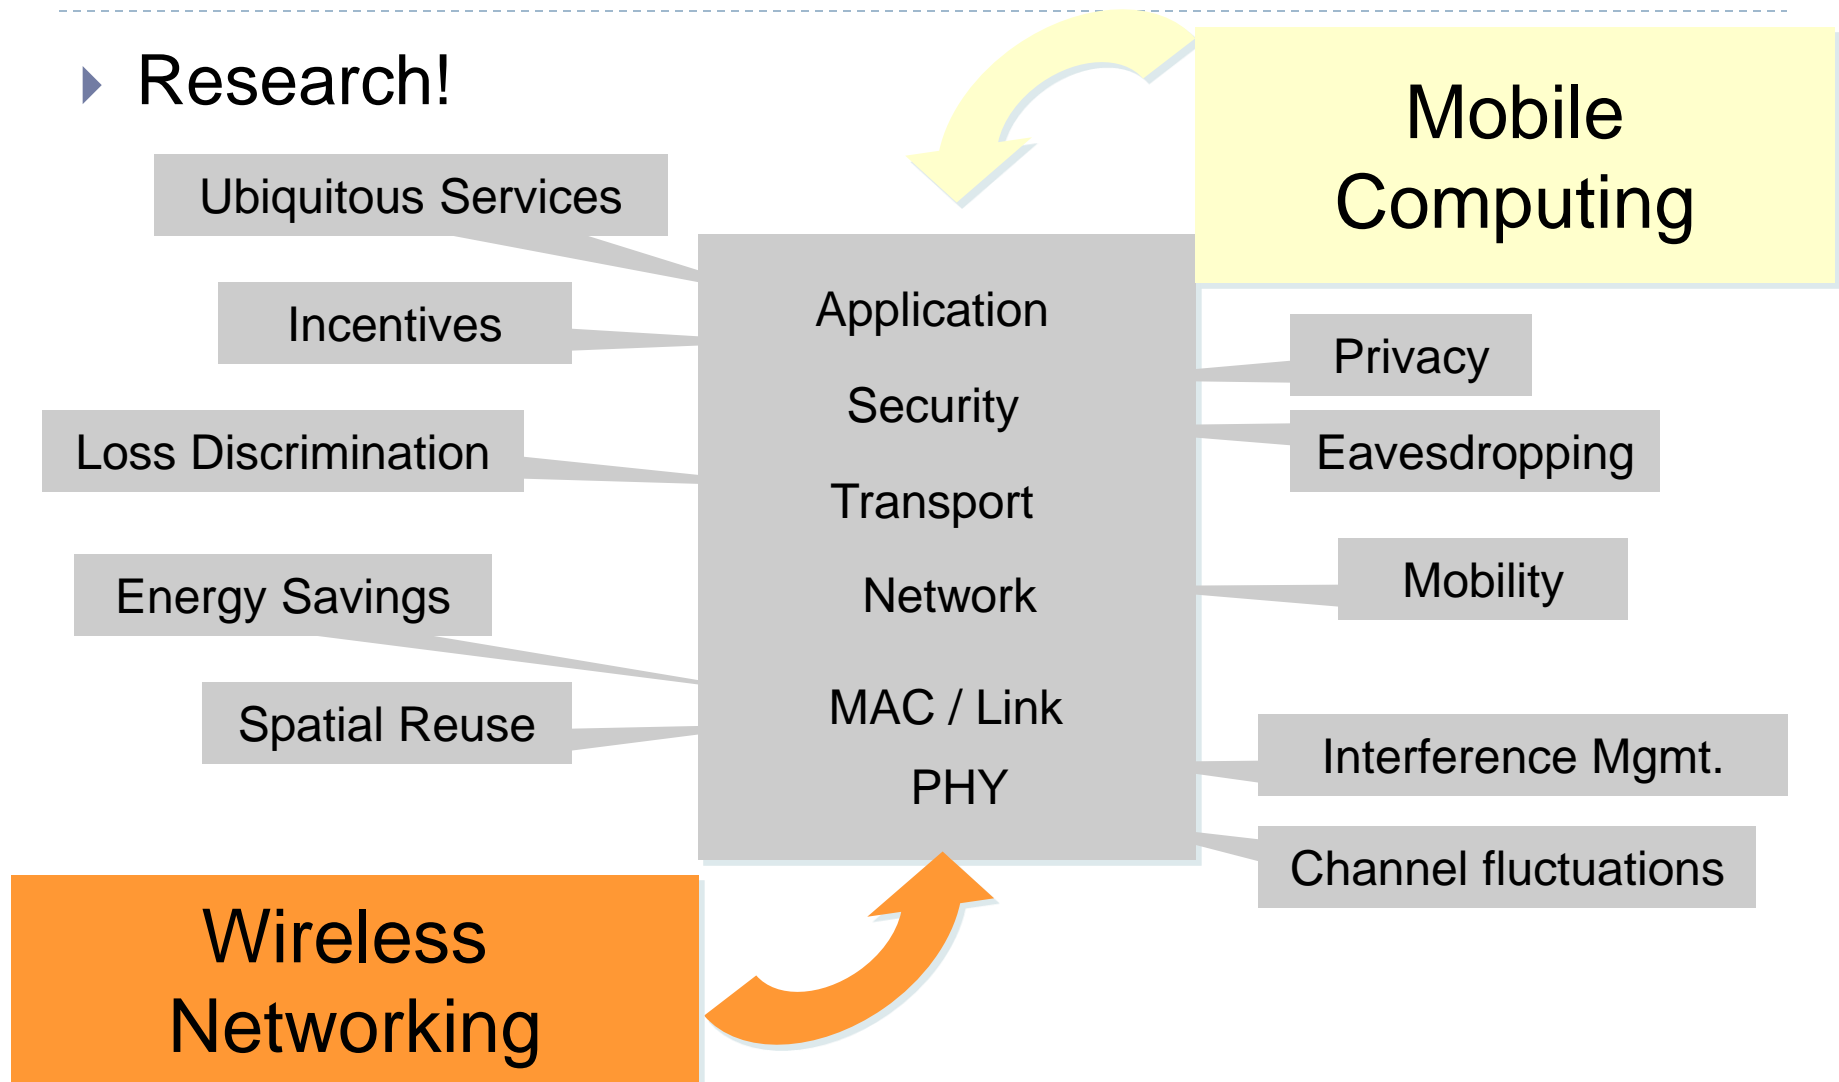 Research!
Mobile
Computing
Ubiquitous Services
Incentives
Loss Discrimination
Energy Savings
Spatial Reuse
Application
Security
Transport
Network
MAC / Link
PHY
Privacy
Eavesdropping
Mobility
Interference Mgmt.
Channel fluctuations
Wireless
Networking